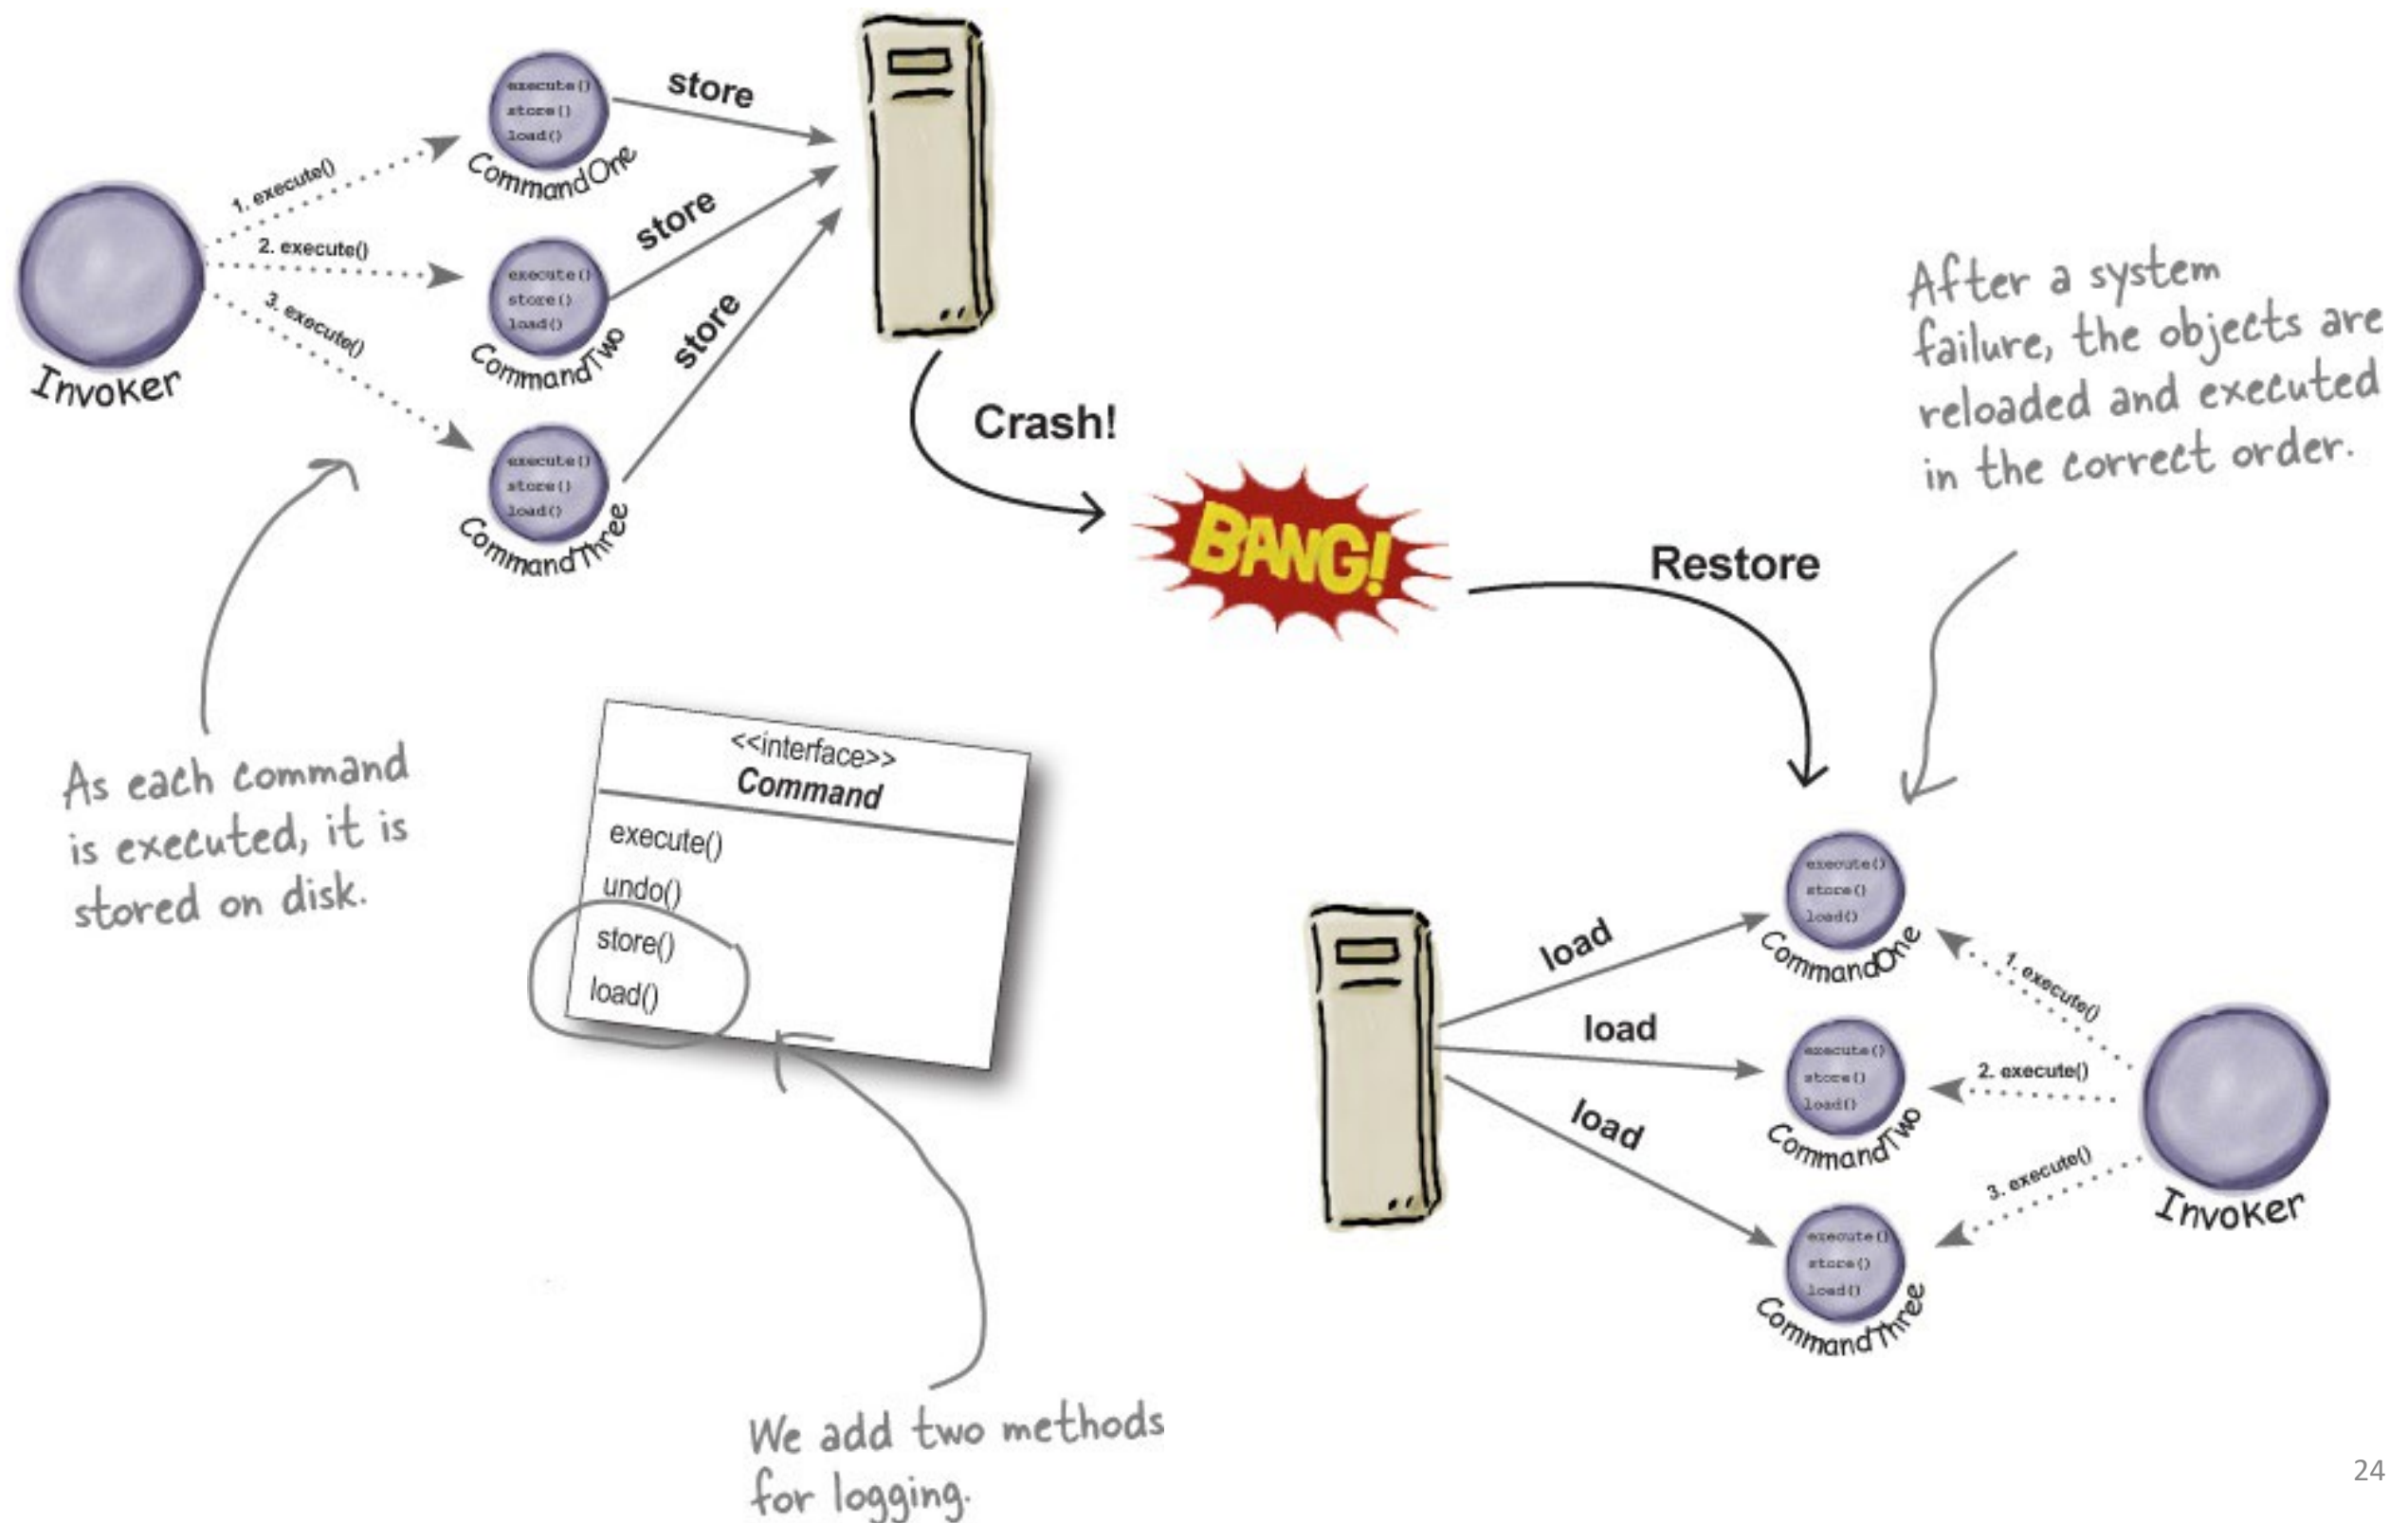 1. execute()
2. execute()
3. execute()
Invoker
execute()
store()
load()
CommandOne
execute()
store()
load()
CommandTwo
execute()
store()
load()
CommandThree
store
store
store
Crash!
BANG!
Restore
After a system
failure, the objects are
reloaded and executed
in the correct order.
As each command
is executed, it is
stored on disk.
<<interface>>
Command
execute()
undo()
store()
load()
We add two methods
for logging.
load
load
load
execute()
store()
load()
CommandOne
execute()
store()
load()
CommandTwo
execute()
store()
load()
CommandThree
1. execute()
2. execute()
3. execute()
Invoker
24